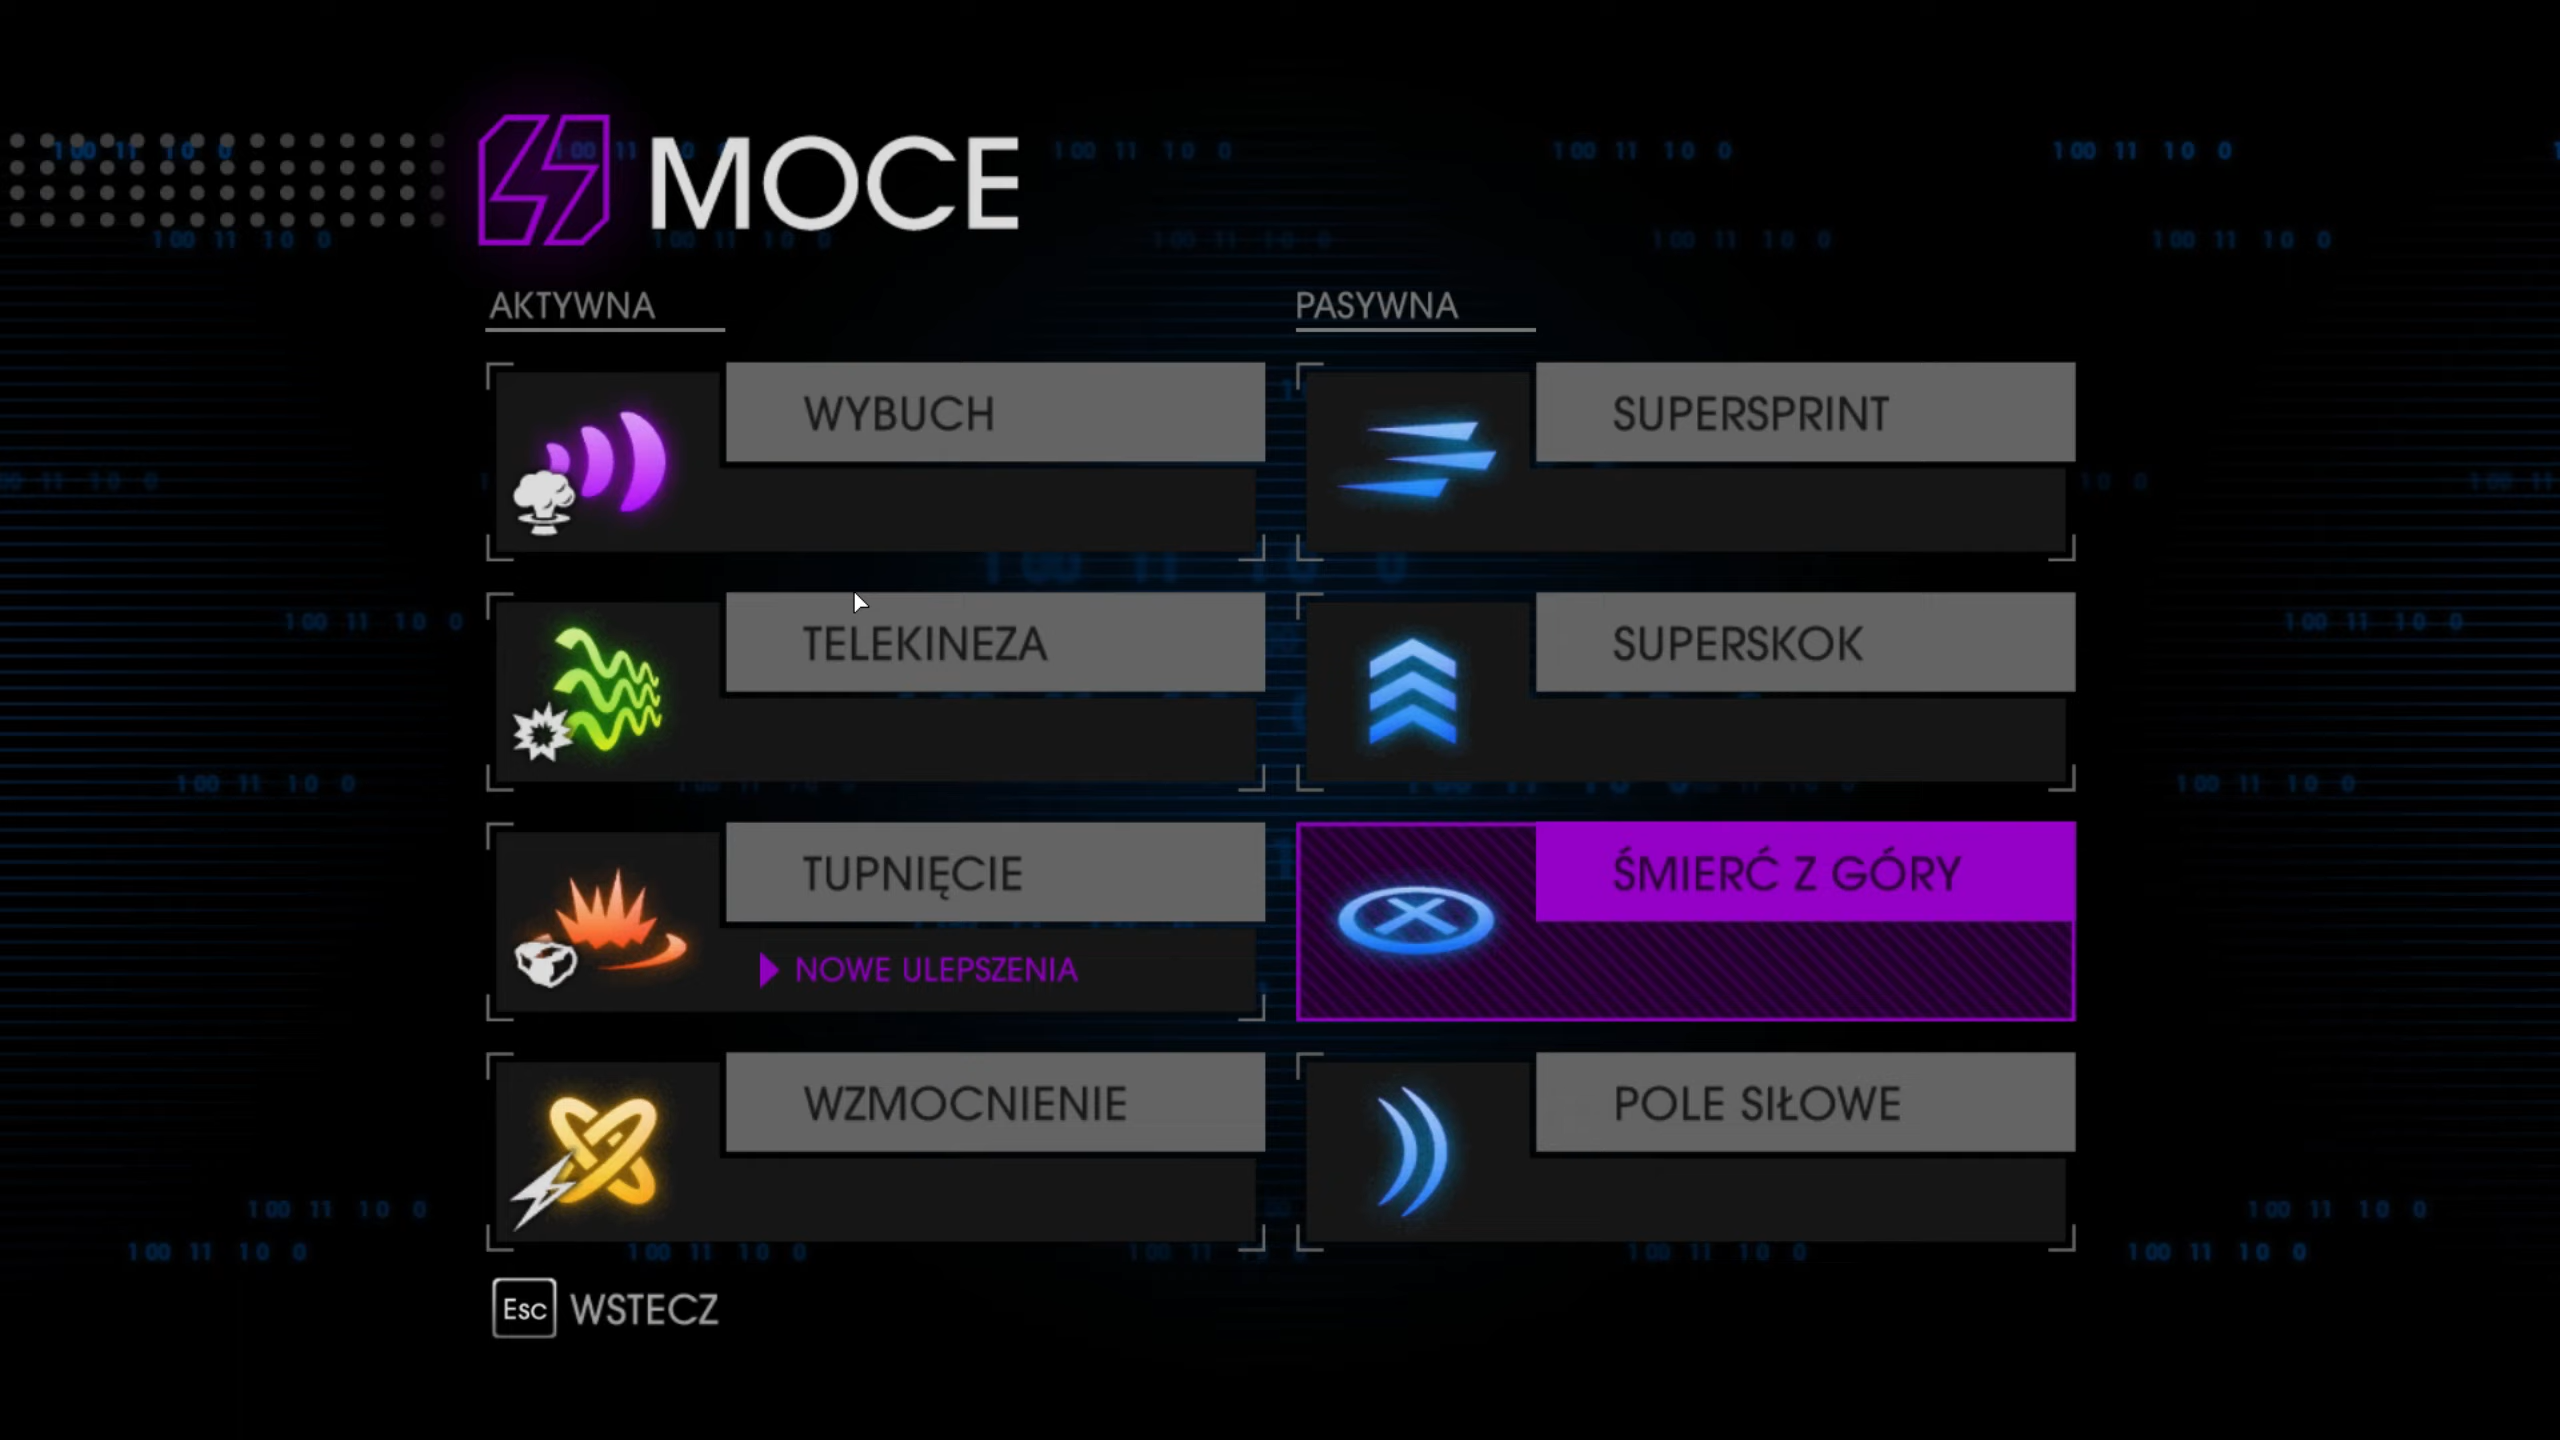 MOCE
AKTYWNA
WYBUCH
TELEKINEZA
TUPNIĘCIE
NOWE ULEPSZENIA
WZMOCNIENIE
PASYWNA
SUPERSPRINT
SUPERSKOK
ŚMIERĆ Z GÓRY
POLE SIŁOWE
Esc WSTECZ